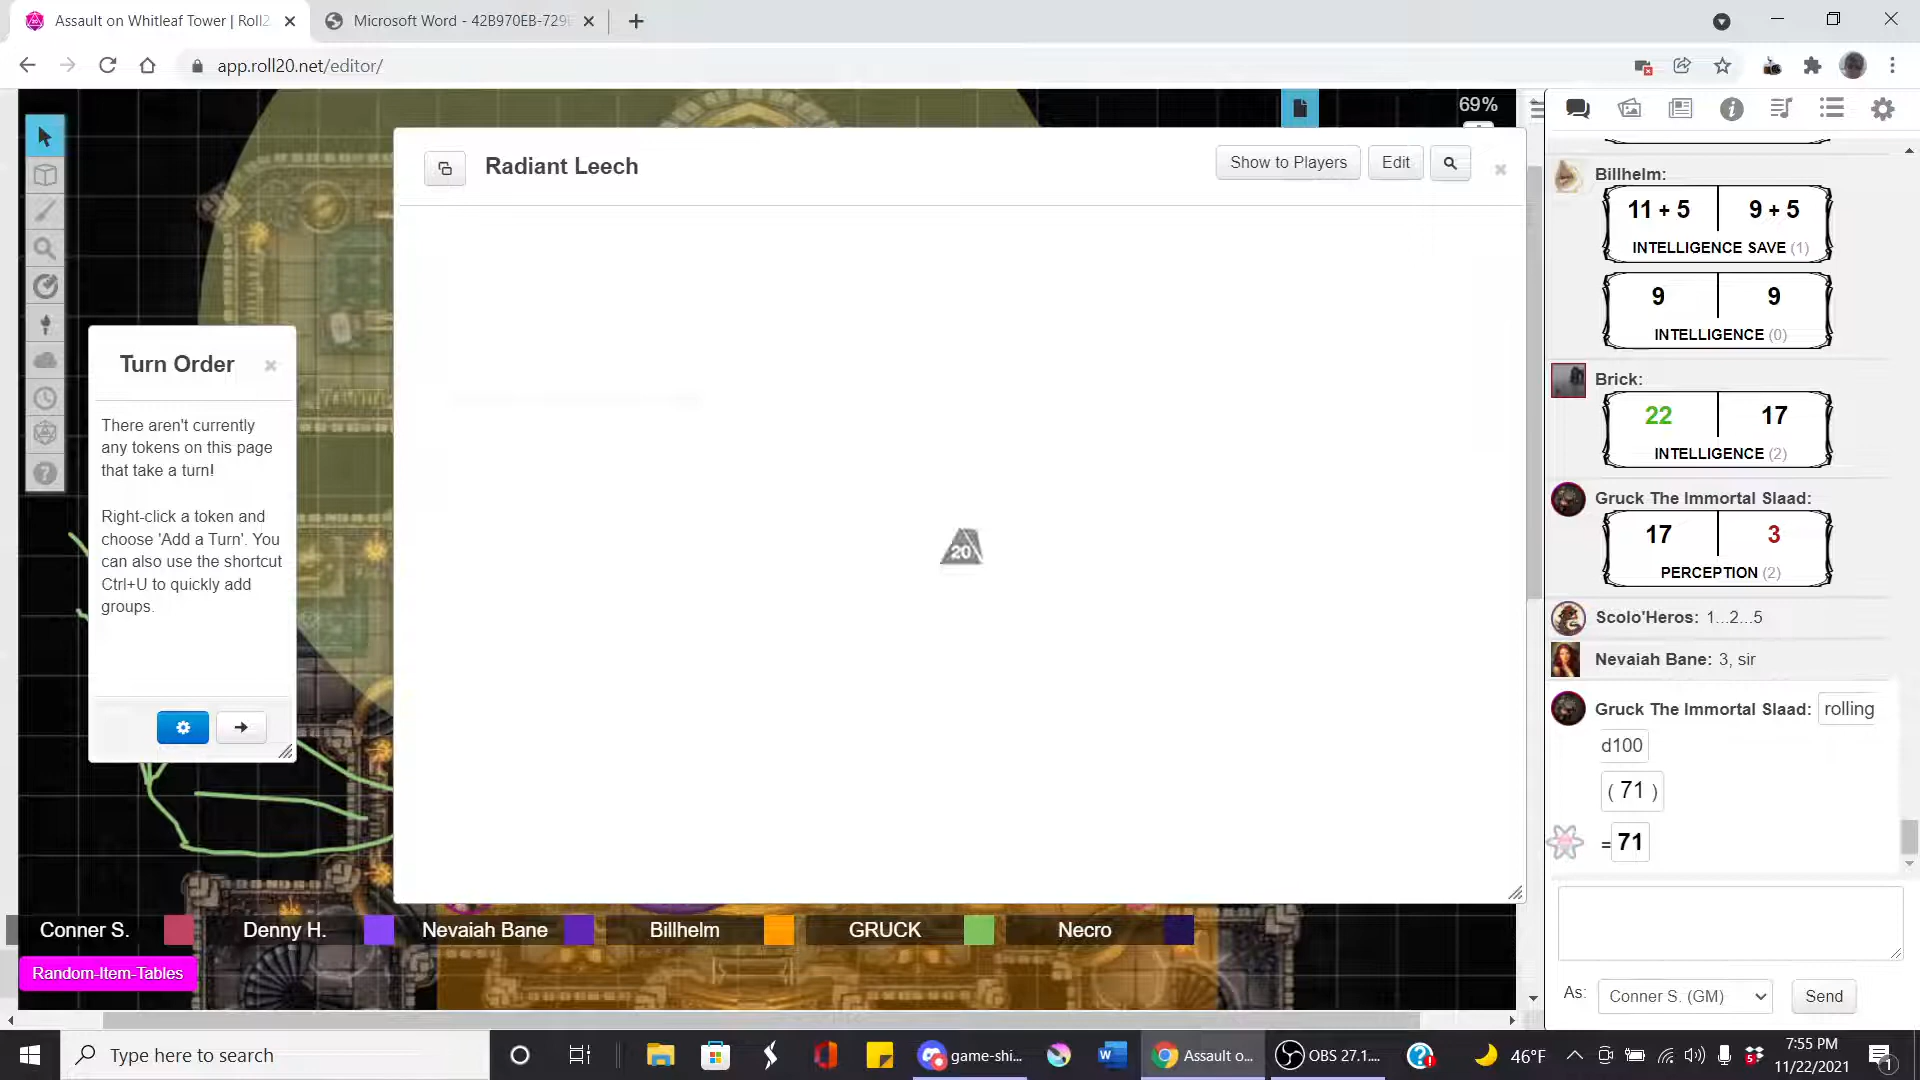 Assault on Whitleaf Tower | Roll2
Microsoft Word - 42B970EB-729
app.roll20.net/editor/
69%
Radiant Leech
Show to Players
Edit
20
Turn Order
There aren't currently
any tokens on this page
that take a turn!
Right-click a token and
choose 'Add a Turn'. You
can also use the shortcut
Ctrl+U to quickly add
groups.
Billhelm:
11 + 5
9 + 5
INTELLIGENCE SAVE (1)
9
9
INTELLIGENCE (0)
Brick:
22
17
INTELLIGENCE (2)
Gruck The Immortal Slaad:
17
3
PERCEPTION (2)
Scolo'Heros: 1...2...5
Nevaiah Bane: 3, sir
Gruck The Immortal Slaad: rolling
d100
( 71 )
= 71
As:
Conner S. (GM)
Send
Conner S.
Denny H.
Nevaiah Bane
Billhelm
GRUCK
Necro
Random-Item-Tables
Type here to search
game-shi...
Assault o...
OBS 27.1....
46°F
7:55 PM
11/22/2021
1